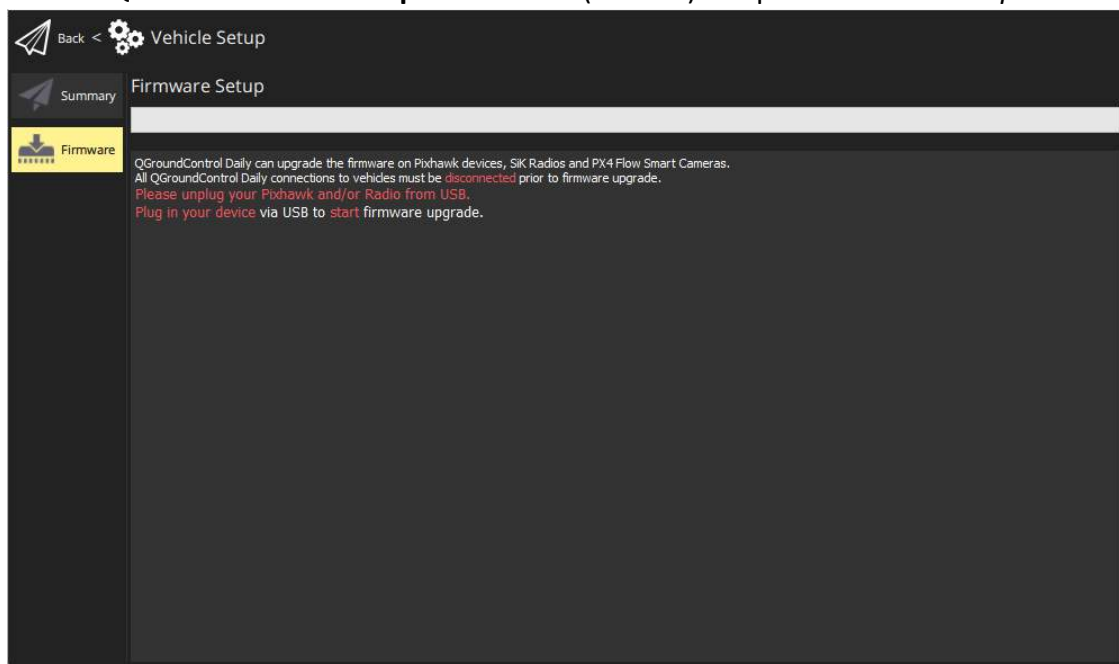 Back < Vehicle Setup
Summary
Firmware Setup
Firmware
QGroundControl Daily can upgrade the firmware on Pixhawk devices, SiK Radios and PX4 Flow Smart Cameras.
All QGroundControl Daily connections to vehicles must be disconnected prior to firmware upgrade.
Please unplug your Pixhawk and/or Radio from USB.
Plug in your device via USB to start firmware upgrade.